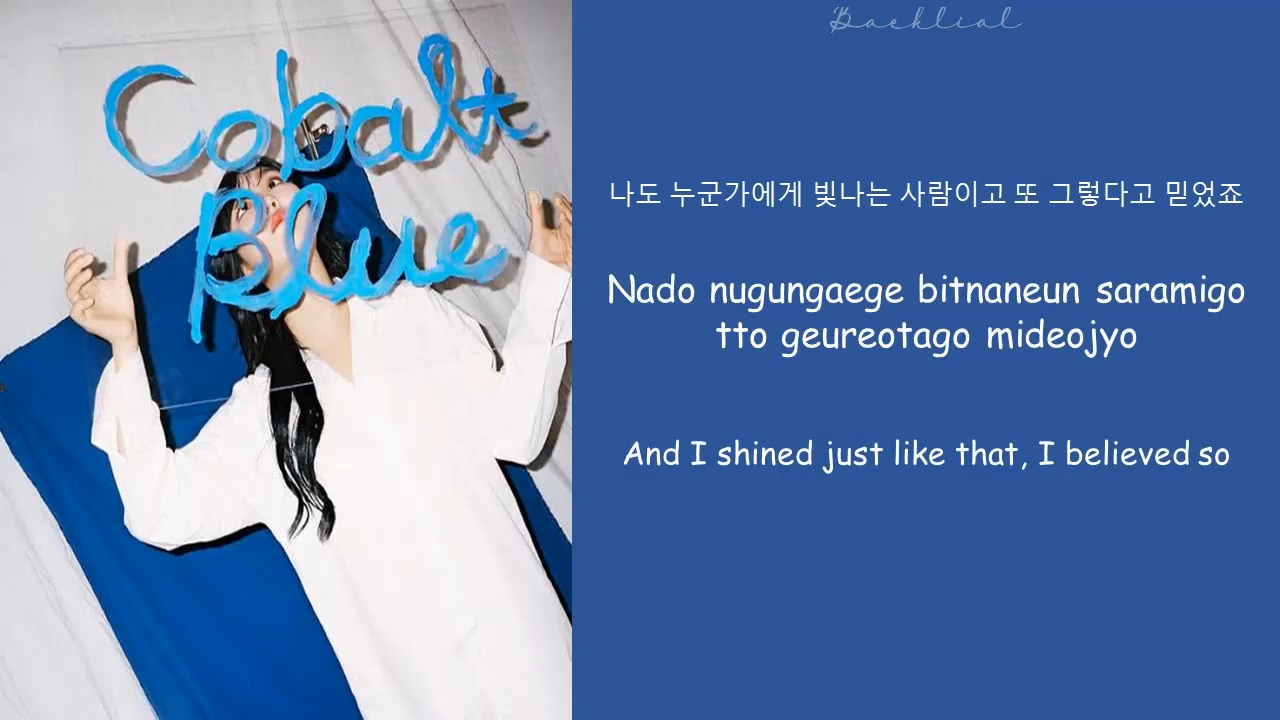 Cobalt
Blue
Baeklial
나도 누군가에게 빛나는 사람이고 또 그렇다고 믿었죠
Nado nugungaege bitnaneun saramigo
tto geureotago mideojyo
And I shined just like that, I believed so